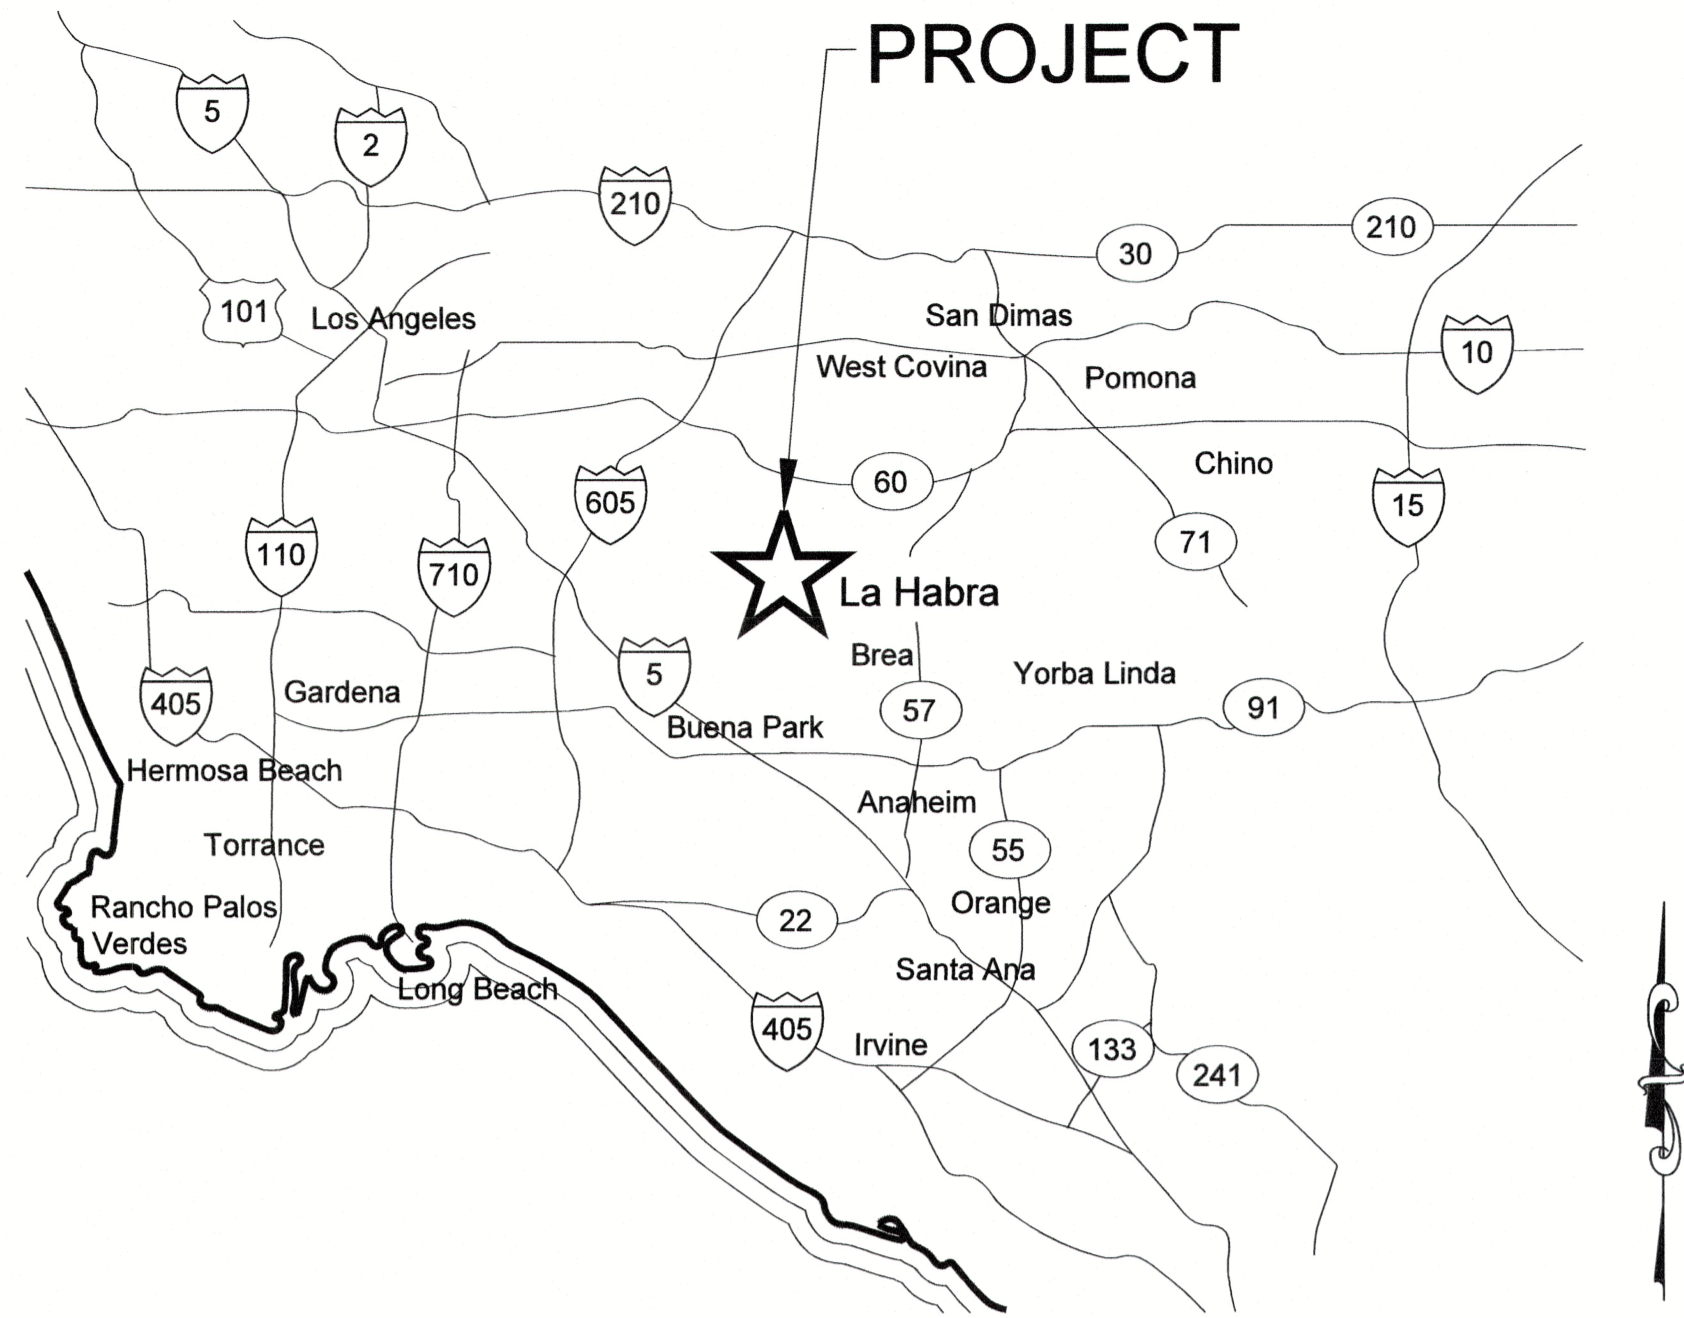 PROJECT
5
2
210
210
30
101
Los Angeles
San Dimas
10
West Covina
Pomona
Chino
60
605
15
110
710
71
La Habra
Brea
5
Yorba Linda
405
Gardena
57
91
Buena Park
Hermosa Beach
Anaheim
Torrance
55
Rancho Palos
Verdes
Orange
22
Santa Ana
Long Beach
405
Irvine
133
241